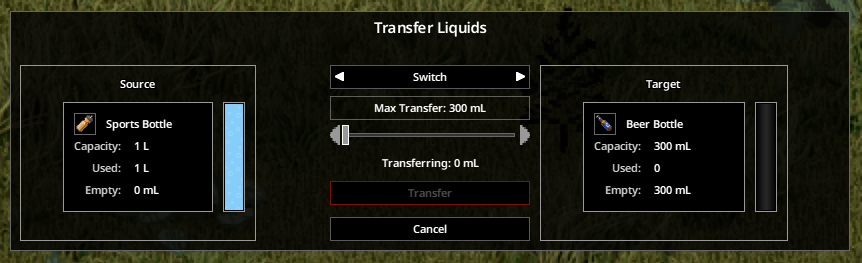 Transfer Liquids
Source
Sports Bottle
Capacity: 1 L
Used: 1 L
Empty: 0 mL
Switch
Max Transfer: 300 mL
Transferring: 0 mL
Transfer
Cancel
Target
Beer Bottle
Capacity: 300 mL
Used: 0
Empty: 300 mL